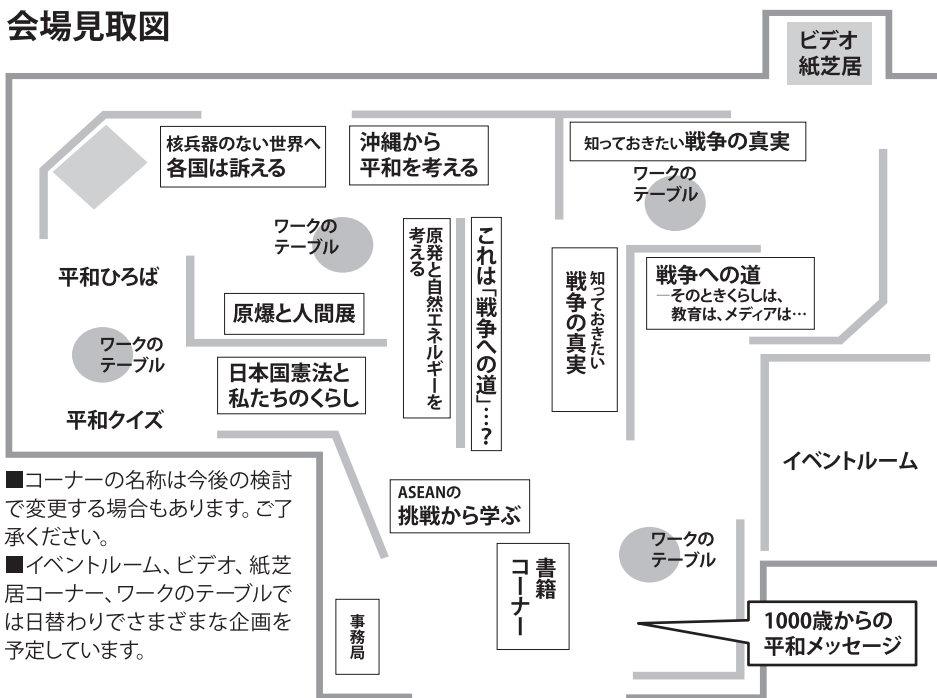 会場見取図
ビデオ
紙芝居
核兵器のない世界へ
各国は訴える
沖縄から
平和を考える
知っておきたい戦争の真実
ワークの
テーブル
ワークの
テーブル
原発と自然エネルギーを
考える
これは「戦争への道」…?
知っておきたい
戦争の真実
戦争への道
―そのときくらしは、
教育は、メディアは…
平和ひろば
原爆と人間展
ワークの
テーブル
日本国憲法と
私たちのくらし
平和クイズ
イベントルーム
■コーナーの名称は今後の検討
で変更する場合もあります。ご了
承ください。
■イベントルーム、ビデオ、紙芝
居コーナー、ワークのテーブルで
は日替わりでさまざまな企画を
予定しています。
ASEANの
挑戦から学ぶ
書籍
コーナー
ワークの
テーブル
事務局
1000歳からの
平和メッセージ